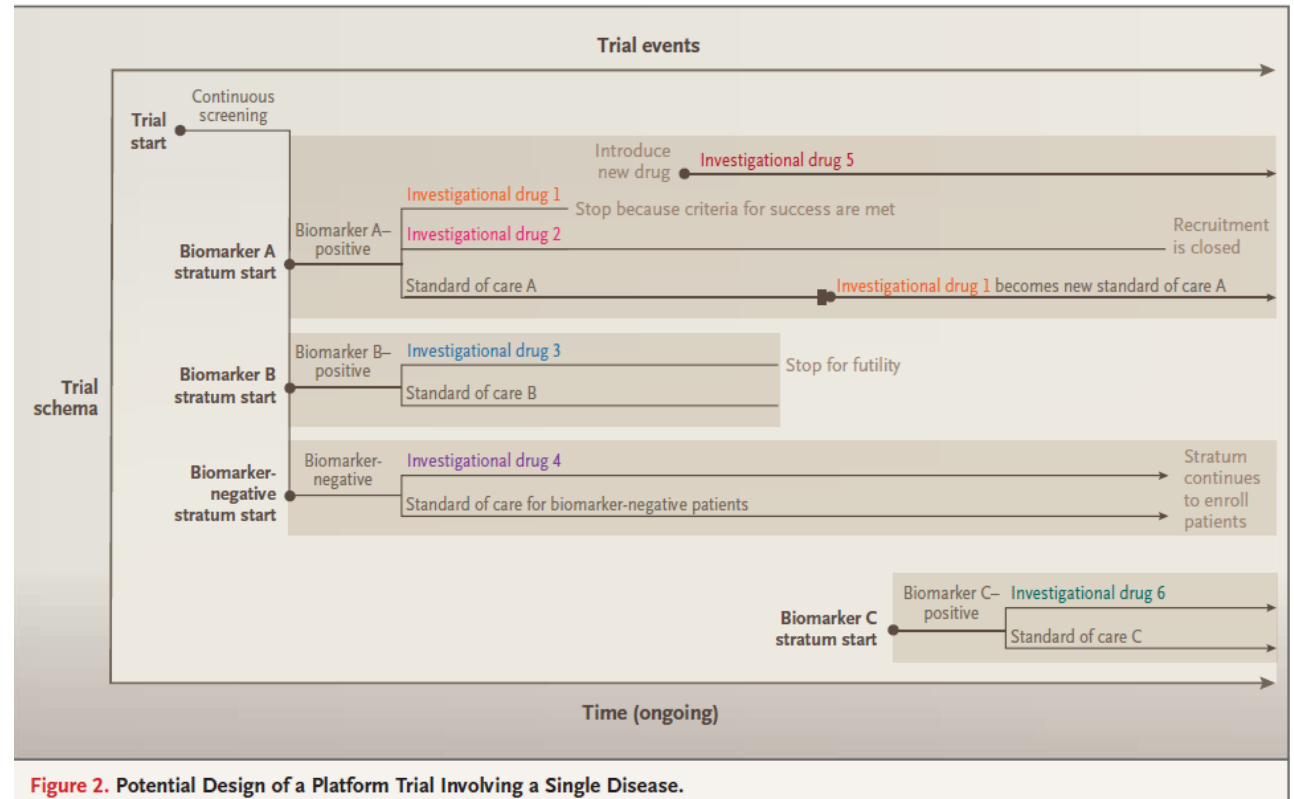 Trial events
Continuous
screening
Trial
start
Introduce
new drug
Investigational drug 5
Investigational drug 1
Stop because criteria for success are met
Biomarker A–
positive
Investigational drug 2
Recruitment
is closed
Biomarker A
stratum start
Standard of care A
Investigational drug 1 becomes new standard of care A
Biomarker B–
positive
Investigational drug 3
Stop for futility
Biomarker B
stratum start
Standard of care B
Trial
schema
Biomarker-
negative
Investigational drug 4
Stratum
continues
to enroll
patients
Biomarker-
negative
stratum start
Standard of care for biomarker-negative patients
Biomarker C–
positive
Investigational drug 6
Biomarker C
stratum start
Standard of care C
Time (ongoing)
Figure 2. Potential Design of a Platform Trial Involving a Single Disease.